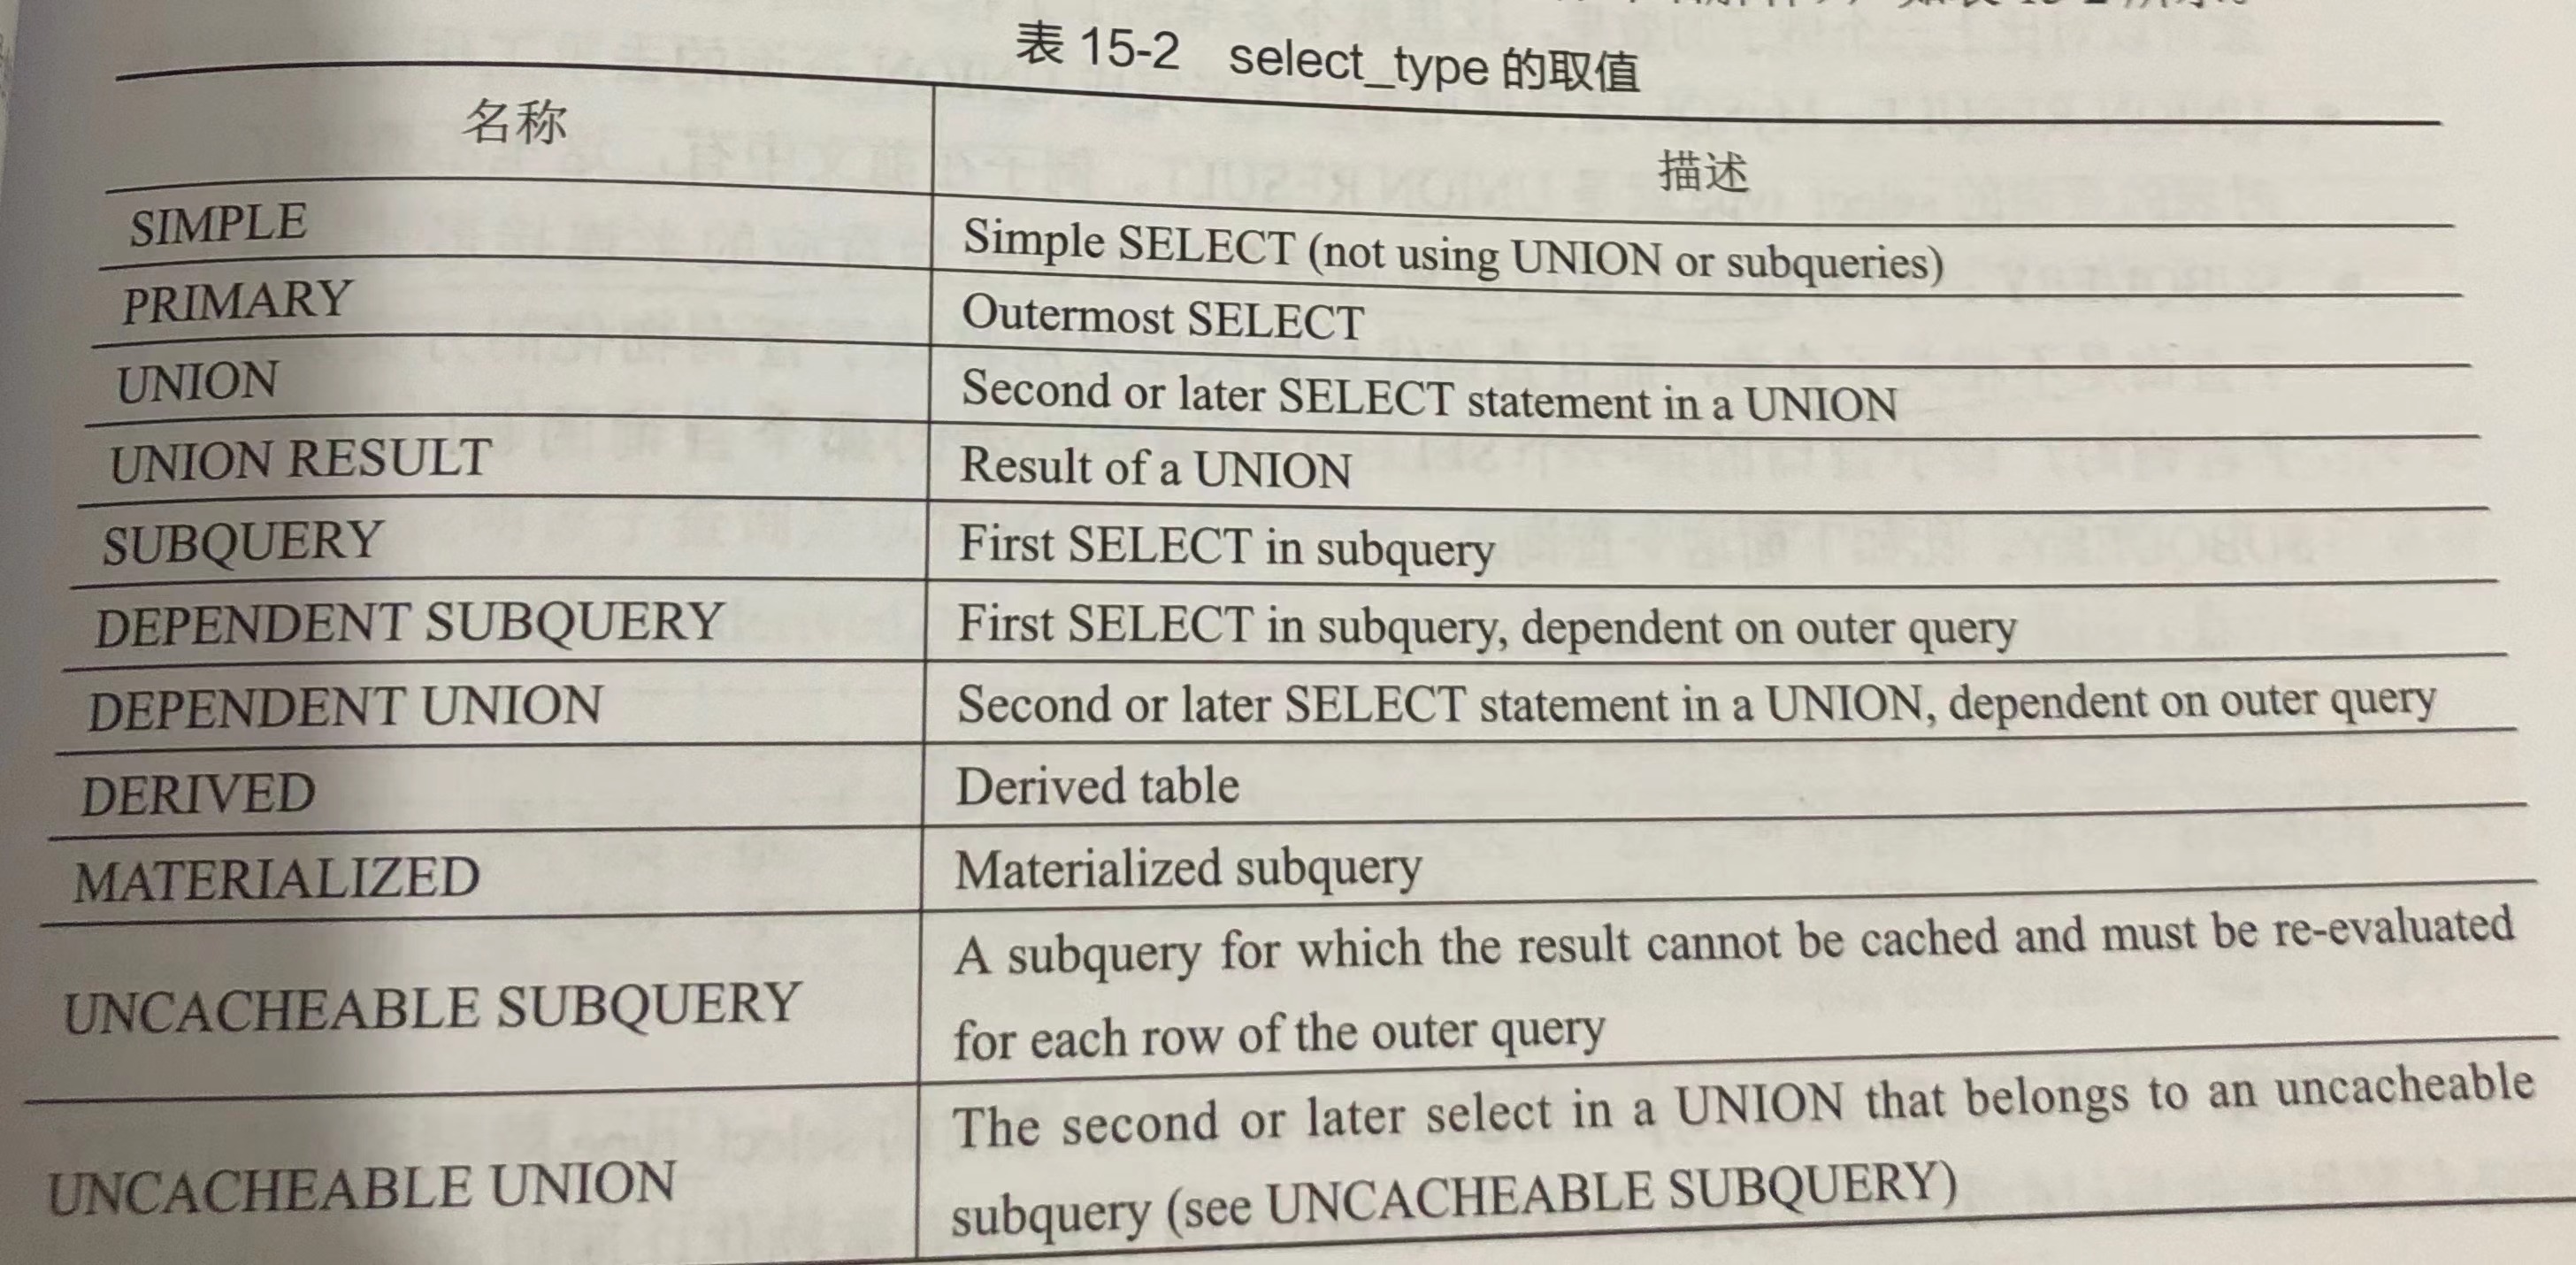 表 15-2 select_type 的取值
名称 描述
SIMPLE Simple SELECT (not using UNION or subqueries)
PRIMARY Outermost SELECT
UNION Second or later SELECT statement in a UNION
UNION RESULT Result of a UNION
SUBQUERY First SELECT in subquery
DEPENDENT SUBQUERY First SELECT in subquery, dependent on outer query
DEPENDENT UNION Second or later SELECT statement in a UNION, dependent on outer query
DERIVED Derived table
MATERIALIZED Materialized subquery
UNCACHEABLE SUBQUERY A subquery for which the result cannot be cached and must be re-evaluated
for each row of the outer query
UNCACHEABLE UNION The second or later select in a UNION that belongs to an uncacheable
subquery (see UNCACHEABLE SUBQUERY)